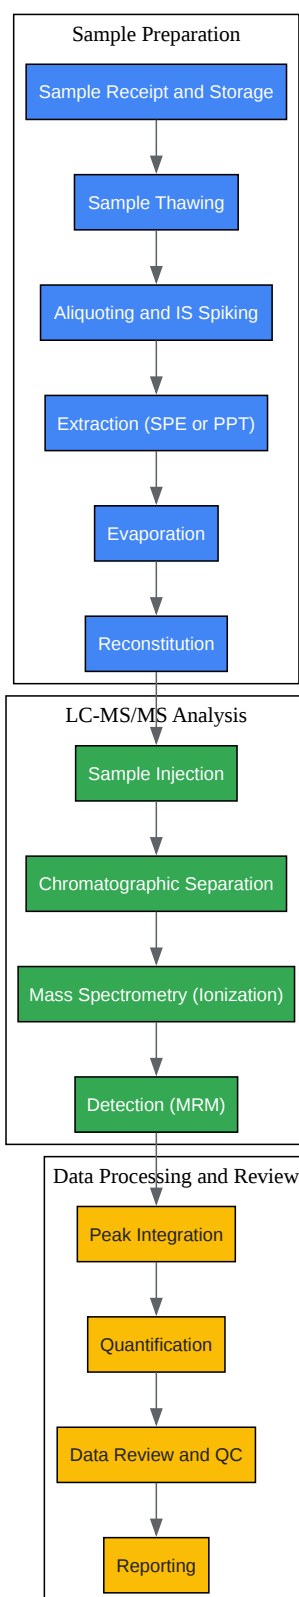 Sample Preparation
Sample Receipt and Storage
Sample Thawing
Aliquoting and IS Spiking
Extraction (SPE or PPT)
Evaporation
Reconstitution
LC-MS/MS Analysis
Sample Injection
Chromatographic Separation
Mass Spectrometry (Ionization)
Detection (MRM)
Data Processing and Review
Peak Integration
Quantification
Data Review and QC
Reporting